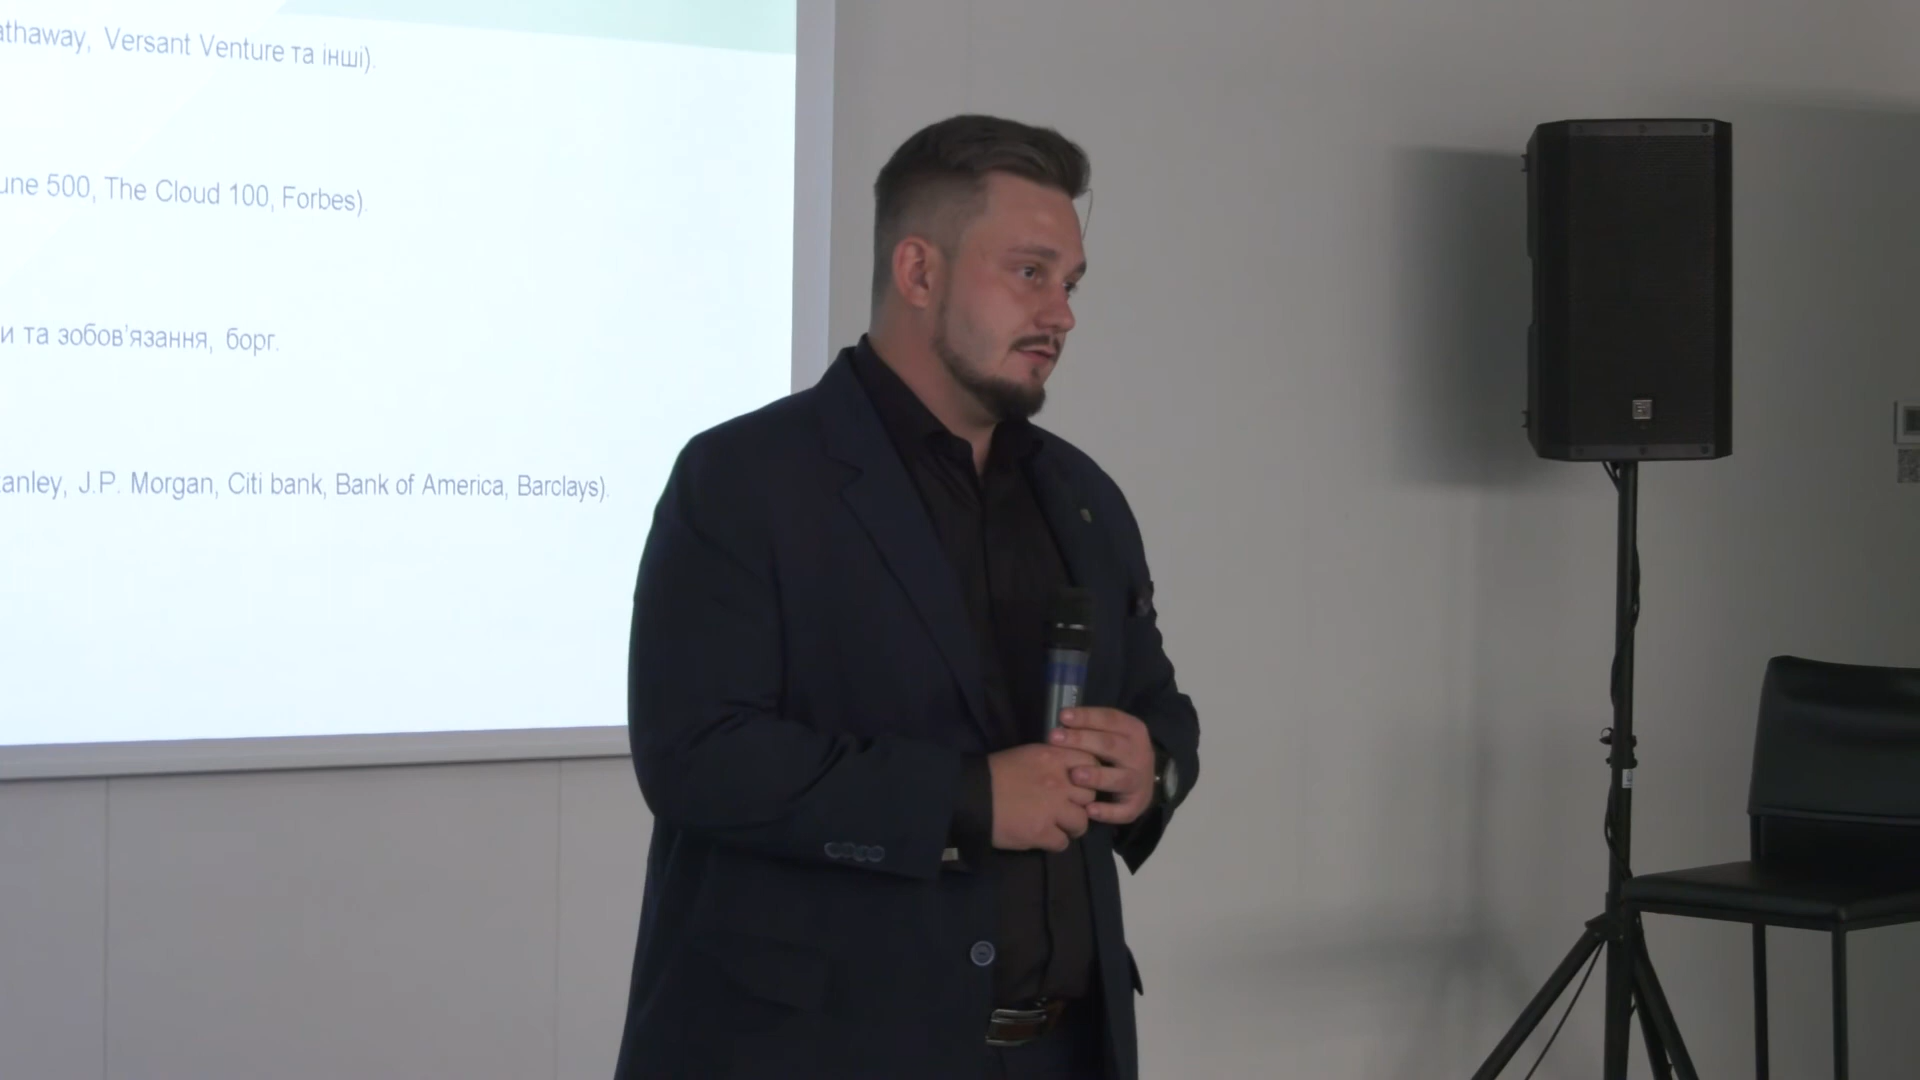 athaway, Versant Venture та інші).
une 500, The Cloud 100, Forbes).
и та зобов'язання, борг.
anley, J.P. Morgan, Citi bank, Bank of America, Barclays).